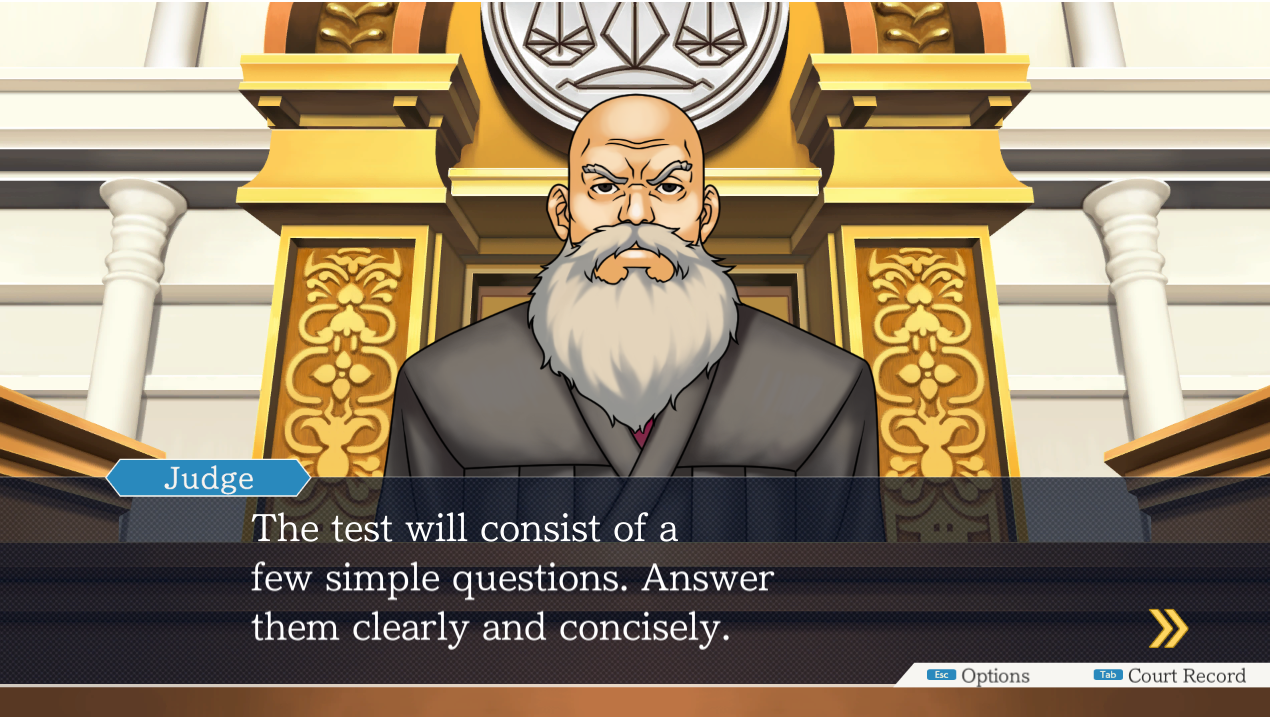 Judge
The test will consist of a
few simple questions. Answer
them clearly and concisely.
Esc Options Tab Court Record